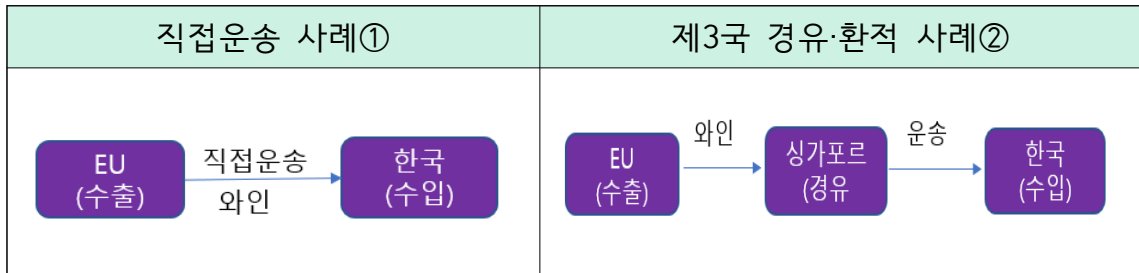 직접운송 사례①
제3국 경유·환적 사례②
EU
(수출)
직접운송
와인
한국
(수입)
EU
(수출)
와인
싱가포르
(경유
운송
한국
(수입)